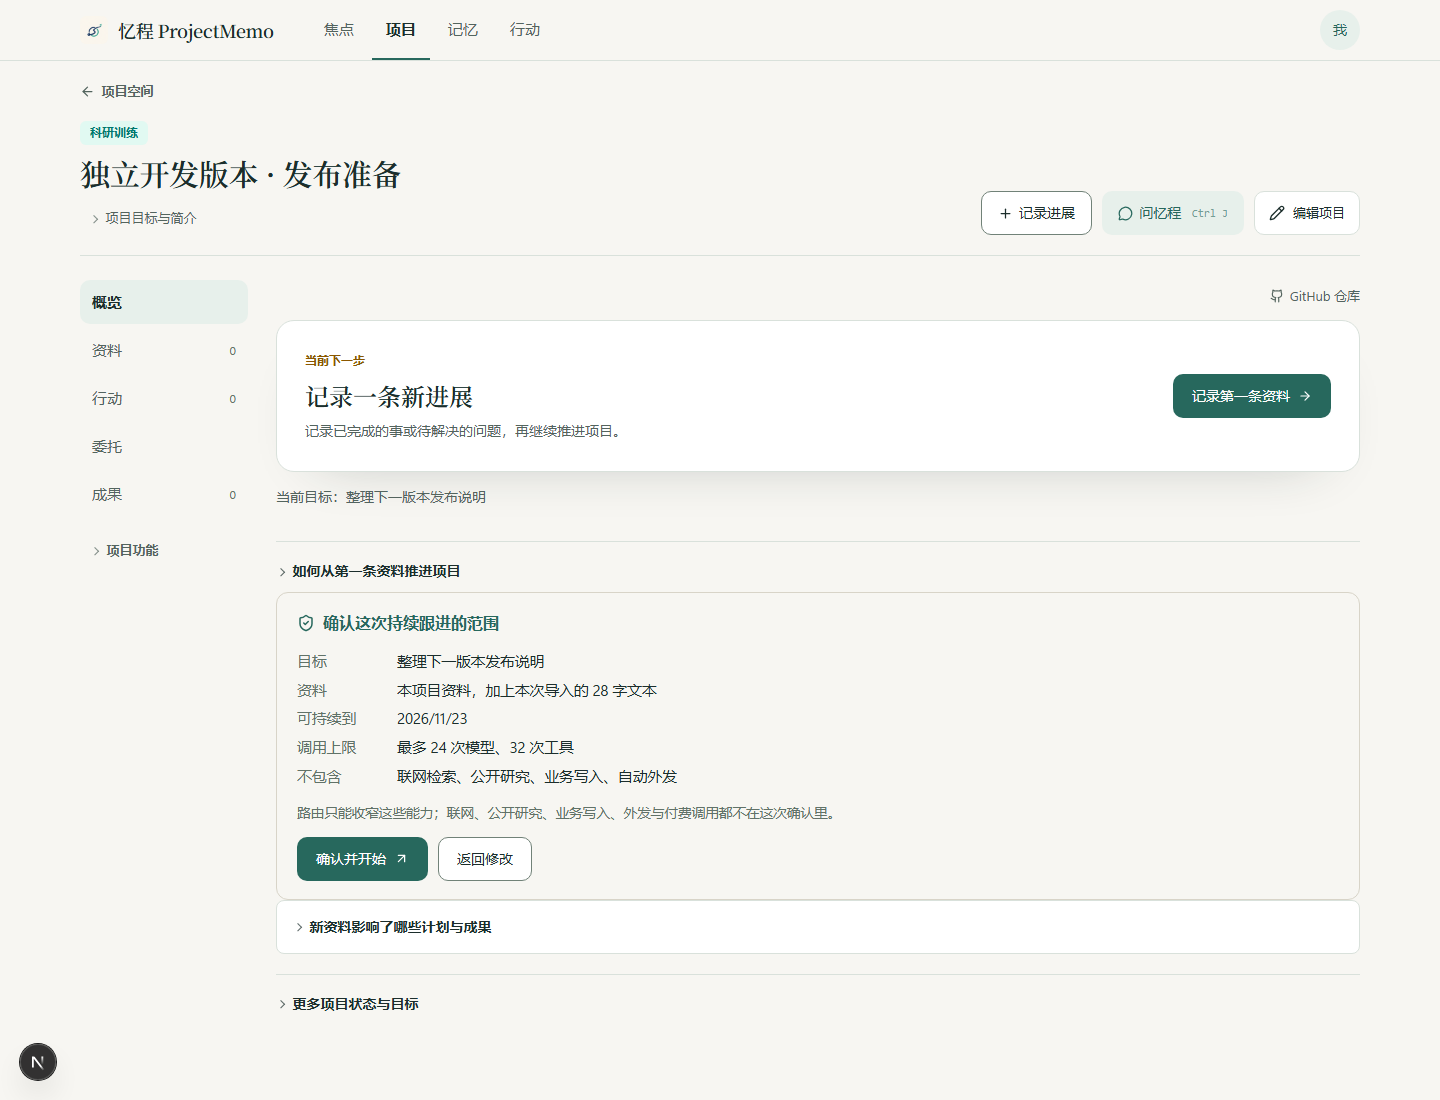 忆程 ProjectMemo
焦点
项目
记忆
行动
我
项目空间
科研训练
独立开发版本 · 发布准备
项目目标与简介
记录进展
问忆程 Ctrl J
编辑项目
概览
资料 0
行动 0
委托
成果 0
项目功能
GitHub 仓库
当前下一步
记录一条新进展
记录已完成的事或待解决的问题，再继续推进项目。
记录第一条资料
当前目标：整理下一版本发布说明
如何从第一条资料推进项目
确认这次持续跟进的范围
目标 整理下一版本发布说明
资料 本项目资料，加上本次导入的 28 字文本
可持续到 2026/11/23
调用上限 最多 24 次模型、32 次工具
不包含 联网检索、公开研究、业务写入、自动外发
路由只能收窄这些能力；联网、公开研究、业务写入、外发与付费调用都不在这次确认里。
确认并开始
返回修改
新资料影响了哪些计划与成果
更多项目状态与目标
N